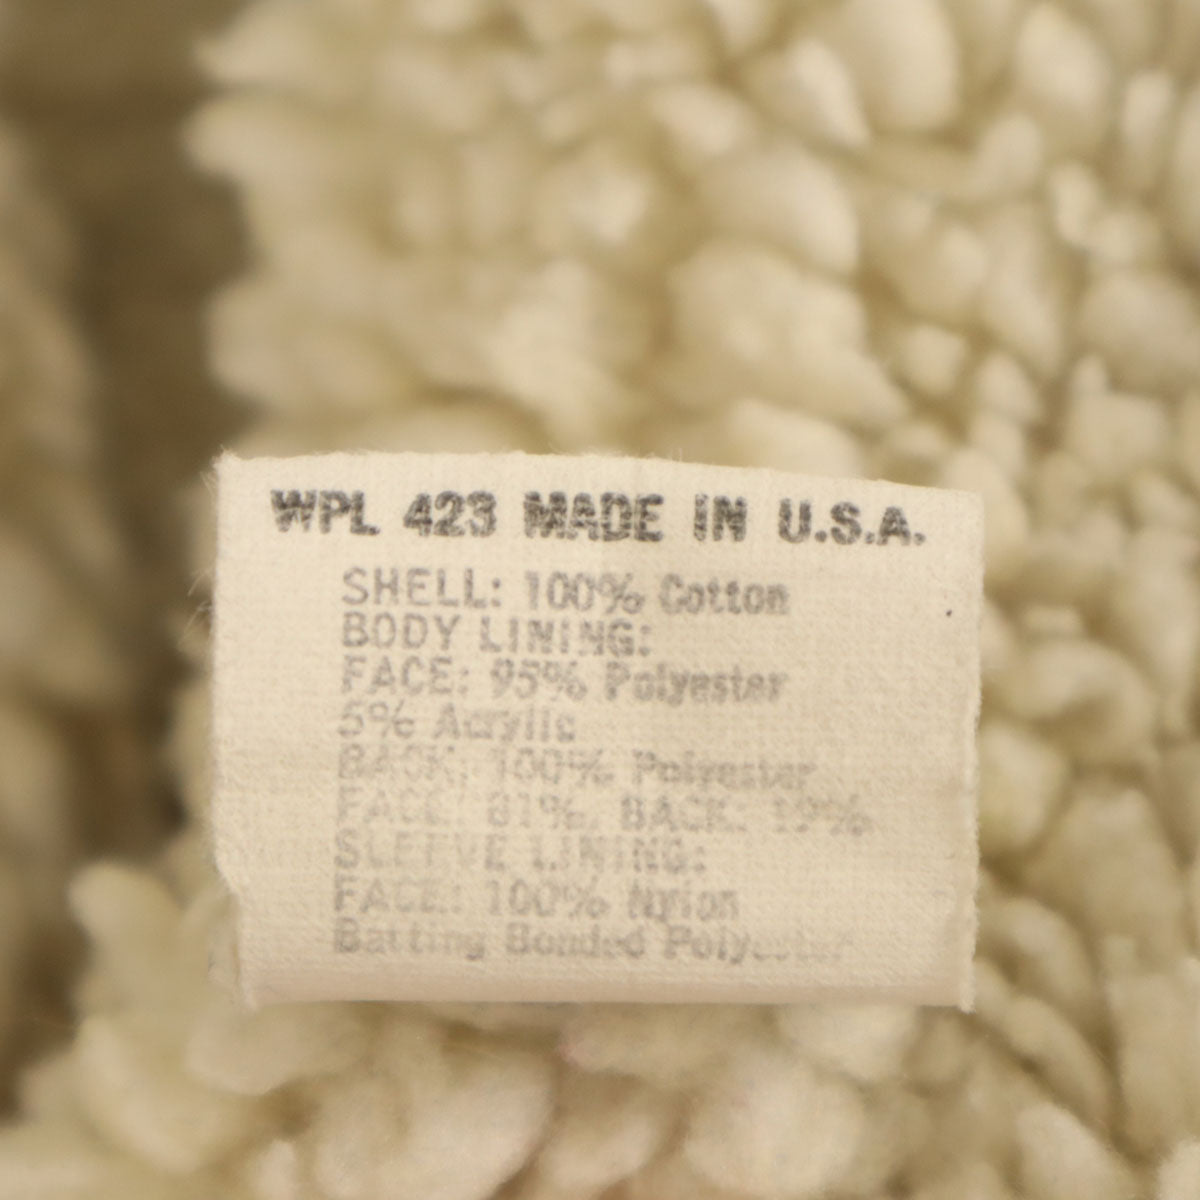 WPL 423 MADE IN U.S.A.
SHELL: 100% Cotton
BODY LINING:
FACE: 95% Polyester
5% Acrylic
BACK: 100% Polyester
FACE: 81%, BACK: 19%
SLEEVE LINING:
FACE: 100% Nylon
Batting Bonded Polyester